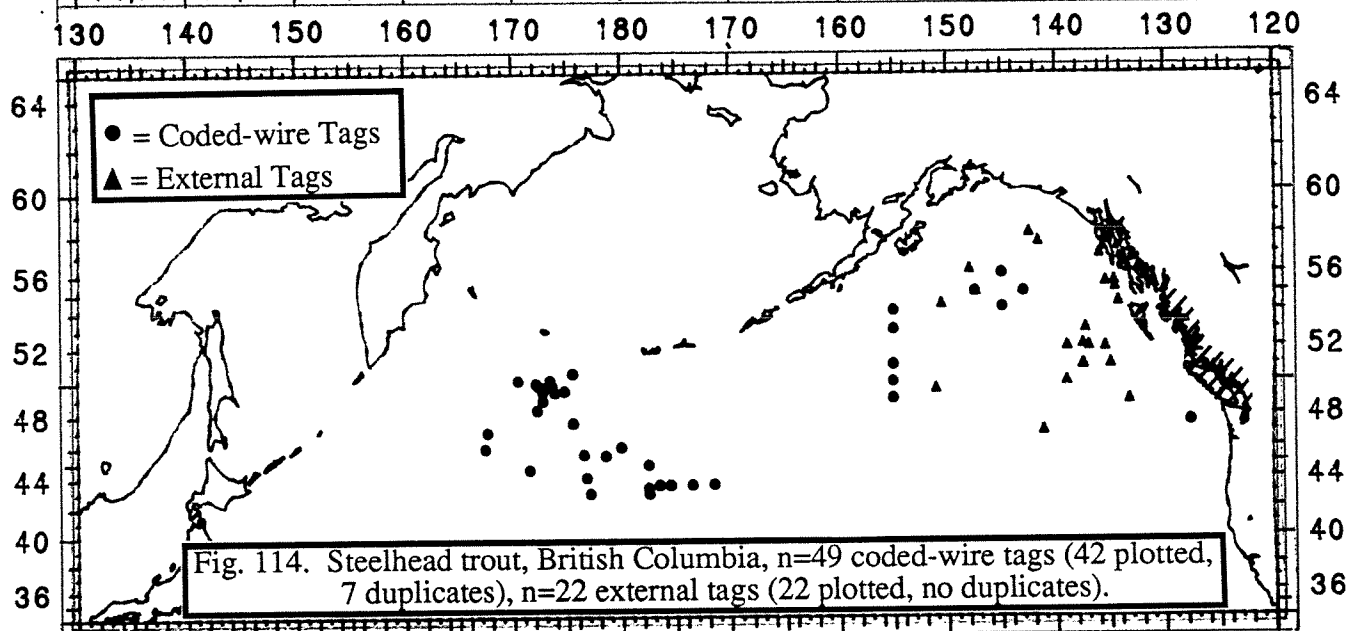 130 140 150 160 170 180 170 160 150 140 130 120
64 64
● = Coded-wire Tags
▲ = External Tags
60 60
56 56
52 52
48 48
44 44
40 40
Fig. 114. Steelhead trout, British Columbia, n=49 coded-wire tags (42 plotted,
7 duplicates), n=22 external tags (22 plotted, no duplicates).
36 36